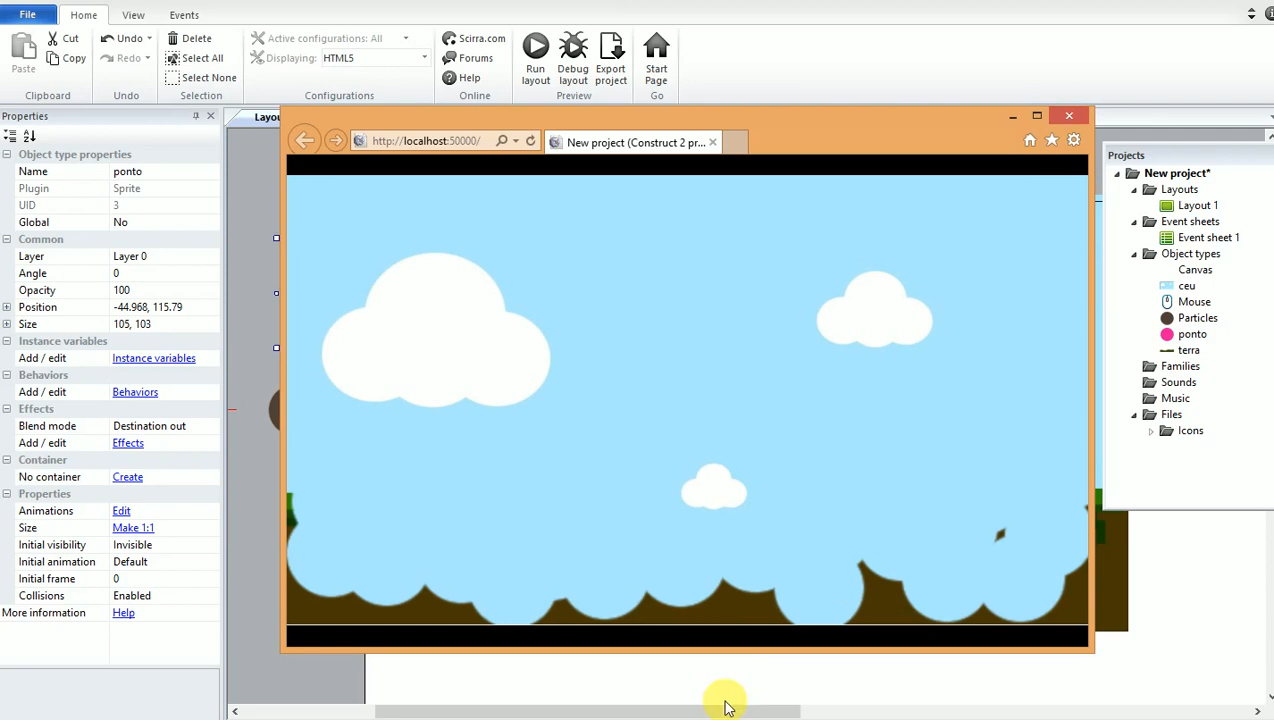 File
Home
View
Events
Paste
Cut
Copy
Clipboard
Undo
Redo
Undo
Delete
Select All
Select None
Selection
Active configurations: All
Displaying: HTML5
Configurations
Scirra.com
Forums
Help
Online
Run layout
Debug layout
Export project
Preview
Start Page
Go
Properties
Object type properties
Name ponto
Plugin Sprite
UID 3
Global No
Common
Layer Layer 0
Angle 0
Opacity 100
Position -44.968, 115.79
Size 105, 103
Instance variables
Add / edit Instance variables
Behaviors
Add / edit Behaviors
Effects
Blend mode Destination out
Add / edit Effects
Container
No container Create
Properties
Animations Edit
Size Make 1:1
Initial visibility Invisible
Initial animation Default
Initial frame 0
Collisions Enabled
More information Help
Layou
http://localhost:50000/
New project (Construct 2 pr...
Projects
New project*
Layouts
Layout 1
Event sheets
Event sheet 1
Object types
Canvas
ceu
Mouse
Particles
ponto
terra
Families
Sounds
Music
Files
Icons